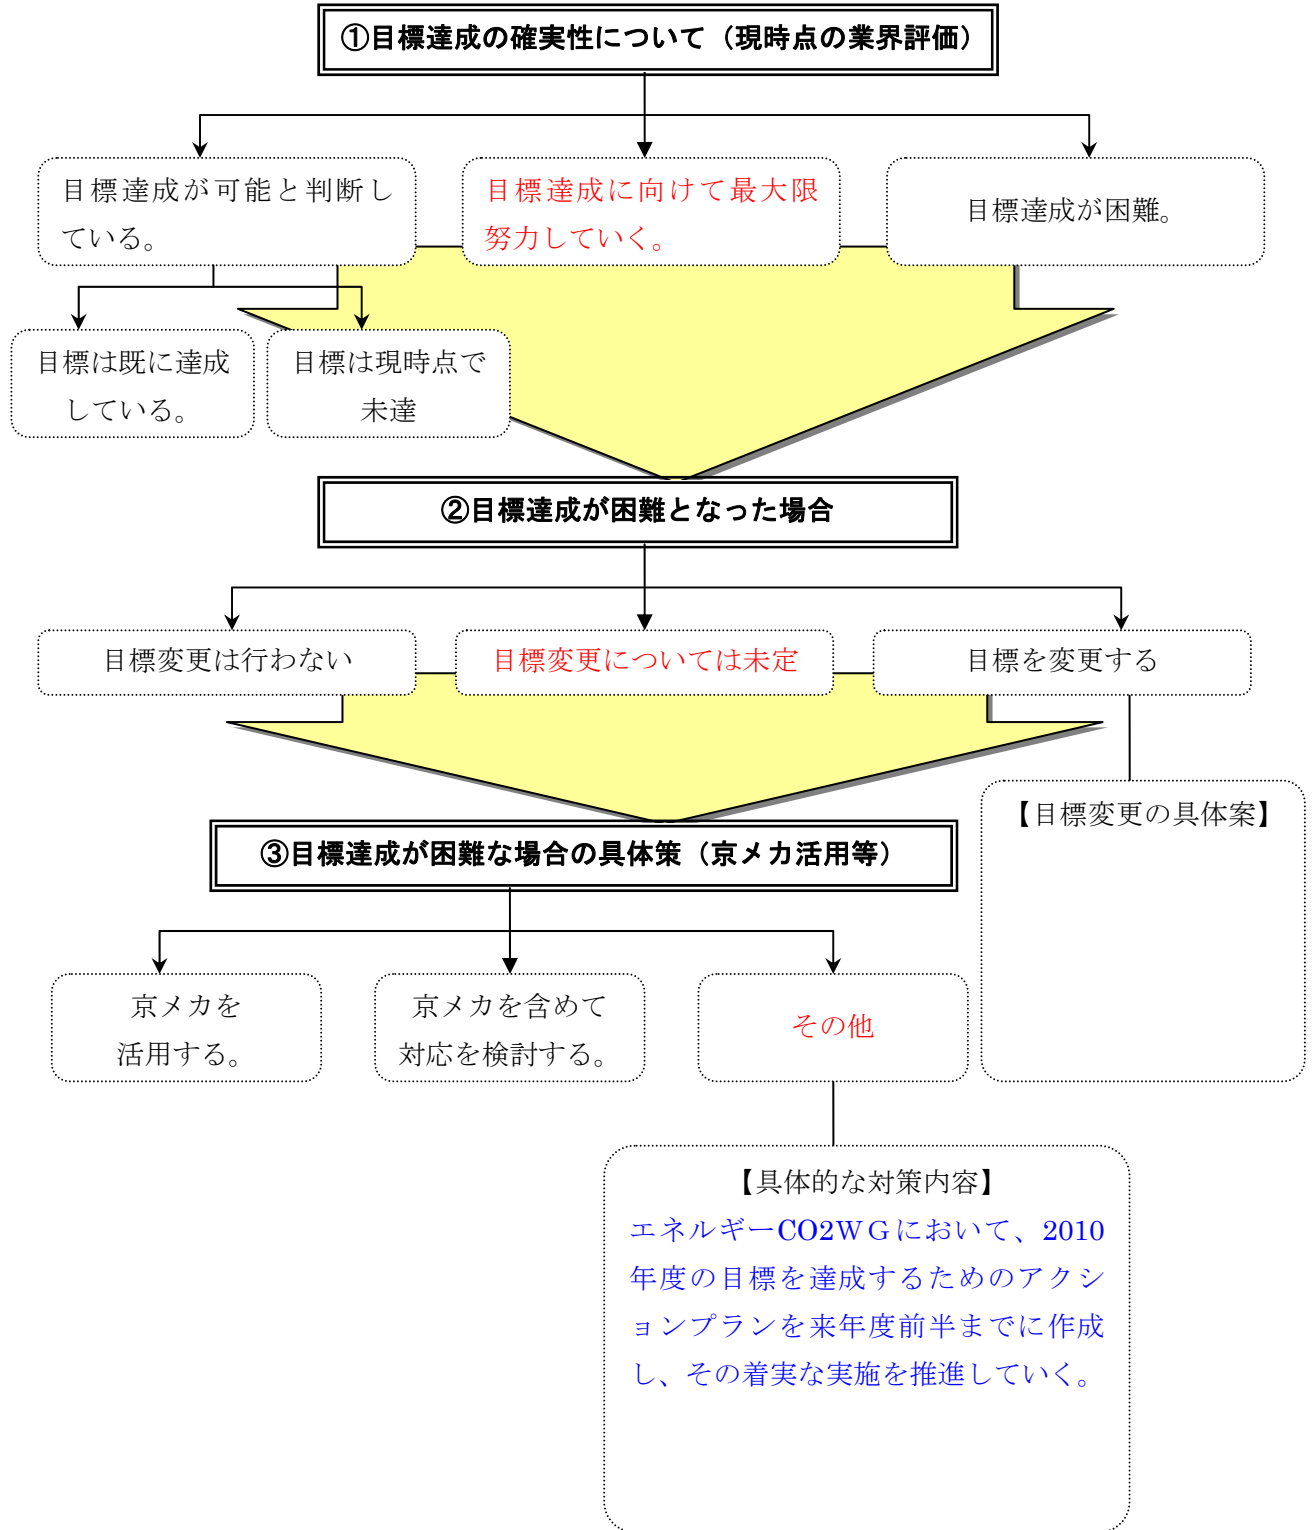 ①目標達成の確実性について（現時点の業界評価）
目標達成が可能と判断し
ている。
目標達成に向けて最大限
努力していく。
目標達成が困難。
目標は既に達成
している。
目標は現時点で
未達
②目標達成が困難となった場合
目標変更は行わない
目標変更については未定
目標を変更する
【目標変更の具体案】
③目標達成が困難な場合の具体策（京メカ活用等）
京メカを
活用する。
京メカを含めて
対応を検討する。
その他
【具体的な対策内容】
エネルギーCO2ＷＧにおいて、2010
年度の目標を達成するためのアクシ
ョンプランを来年度前半までに作成
し、その着実な実施を推進していく。